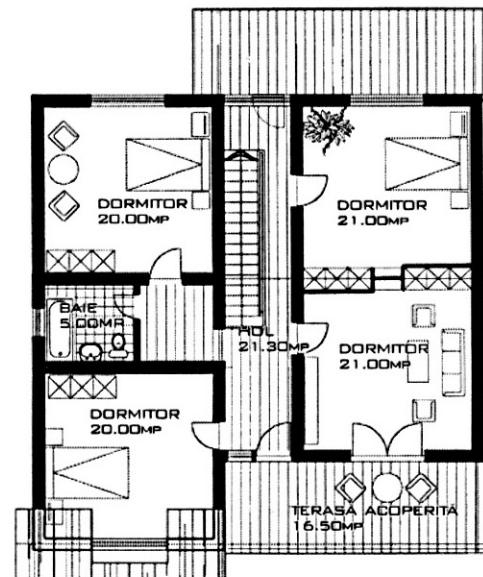 DORMITOR
20.00MP
DORMITOR
21.00MP
BAIE
5.00MP
HOL
21.30MP
DORMITOR
21.00MP
DORMITOR
20.00MP
TERASA ACOPERITĂ
16.50MP